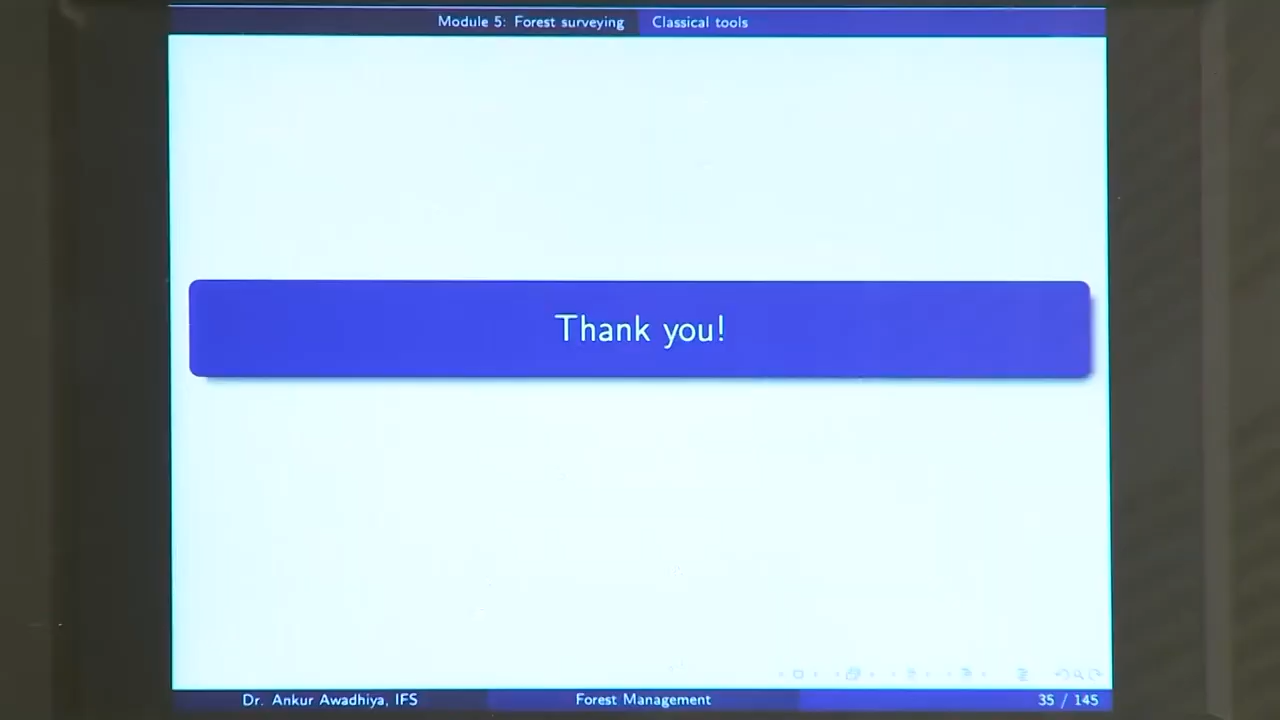 Module 5: Forest surveying Classical tools
Thank you!
Dr. Ankur Awadhiya, IFS Forest Management 35 / 145